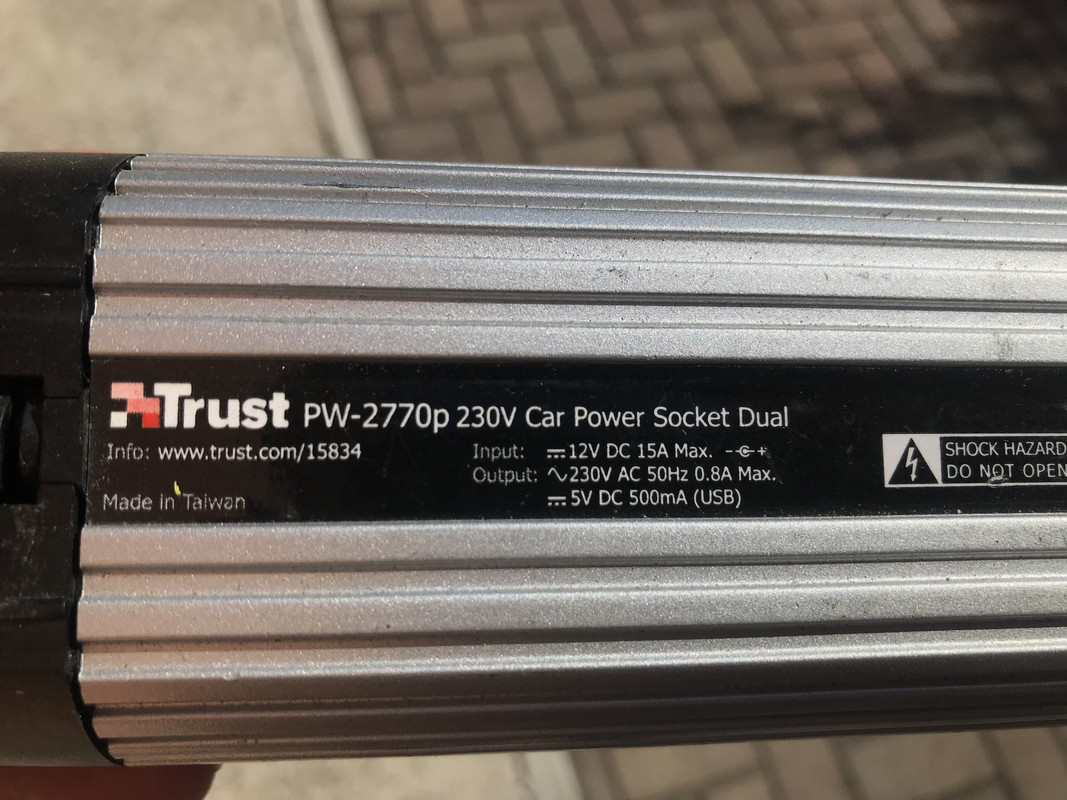 Trust PW-2770p 230V Car Power Socket Dual
Info: www.trust.com/15834
Made in Taiwan
Input: ⎓12V DC 15A Max.
Output: ∿230V AC 50Hz 0.8A Max.
⎓5V DC 500mA (USB)
SHOCK HAZARD
DO NOT OPEN